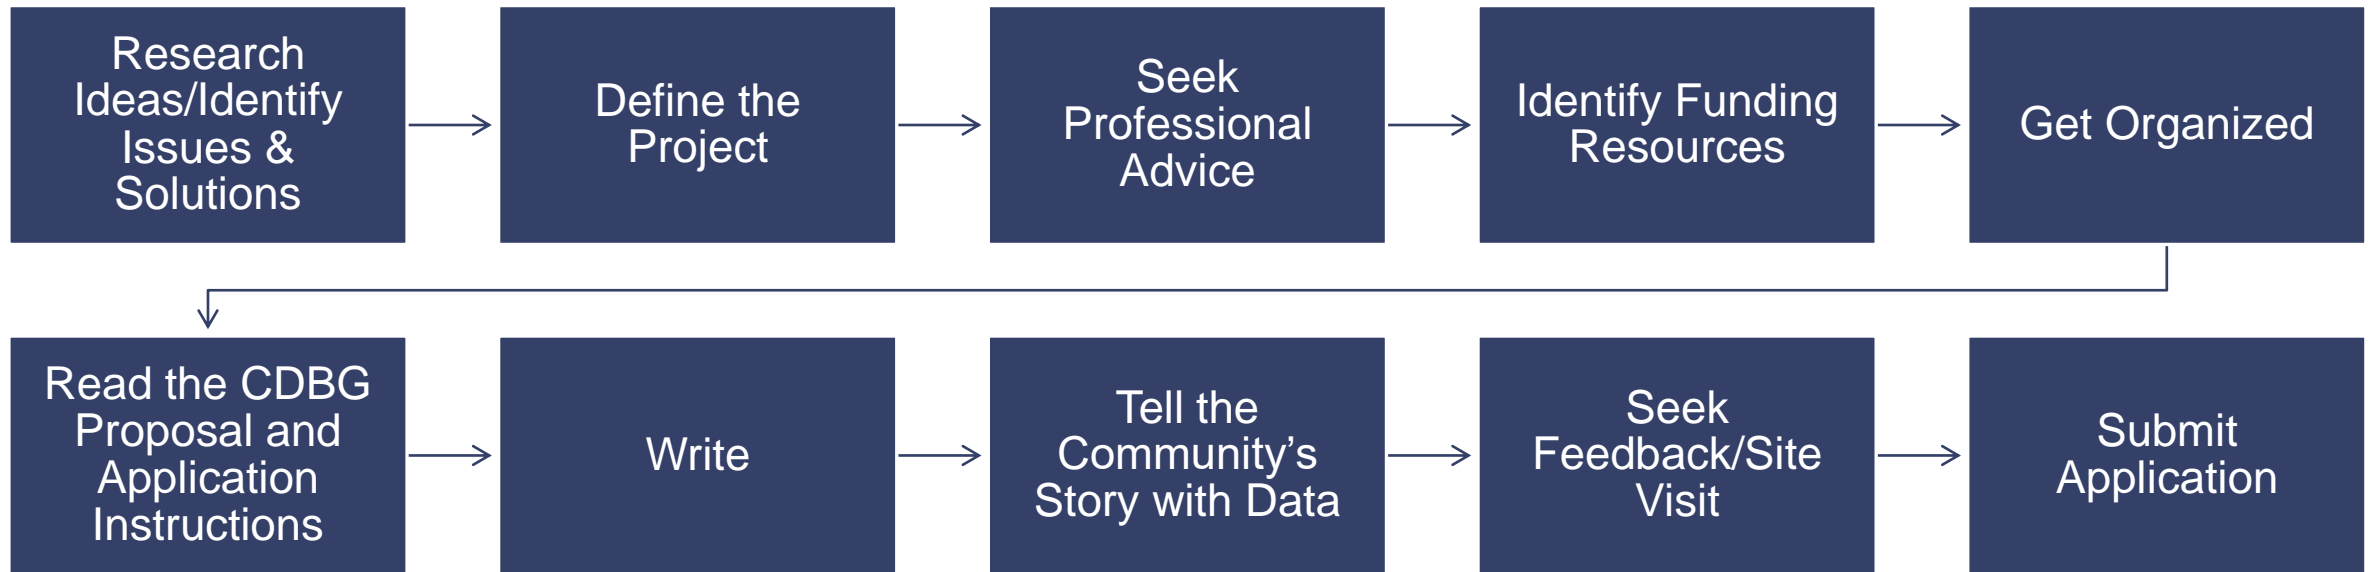 Research
Ideas/Identify
Issues &
Solutions
Define the
Project
Seek
Professional
Advice
Identify Funding
Resources
Get Organized
Read the CDBG
Proposal and
Application
Instructions
Write
Tell the
Community’s
Story with Data
Seek
Feedback/Site
Visit
Submit
Application